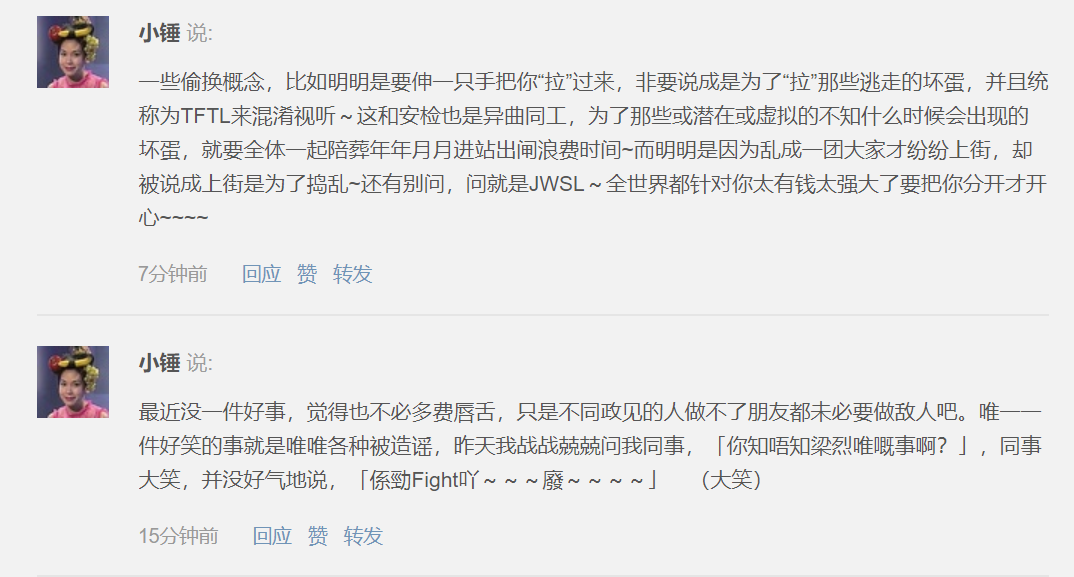 小锤 说:
一些偷换概念，比如明明是要伸一只手把你“拉”过来，非要说成是为了“拉”那些逃走的坏蛋，并且统
称为TFTL来混淆视听～这和安检也是异曲同工，为了那些或潜在或虚拟的不知什么时候会出现的
坏蛋，就要全体一起陪葬年年月月进站出闸浪费时间~而明明是因为乱成一团大家才纷纷上街，却
被说成上街是为了捣乱~还有别问，问就是JWSL～全世界都针对你太有钱太强大了要把你分开才开
心~~~~
7分钟前 回应 赞 转发
小锤 说:
最近没一件好事，觉得也不必多费唇舌，只是不同政见的人做不了朋友都未必要做敌人吧。唯一一
件好笑的事就是唯唯各种被造谣，昨天我战战兢兢问我同事，「你知唔知梁烈唯嘅事啊？」，同事
大笑，并没好气地说，「係勁Fight吖～～～廢～～～～」 （大笑）
15分钟前 回应 赞 转发